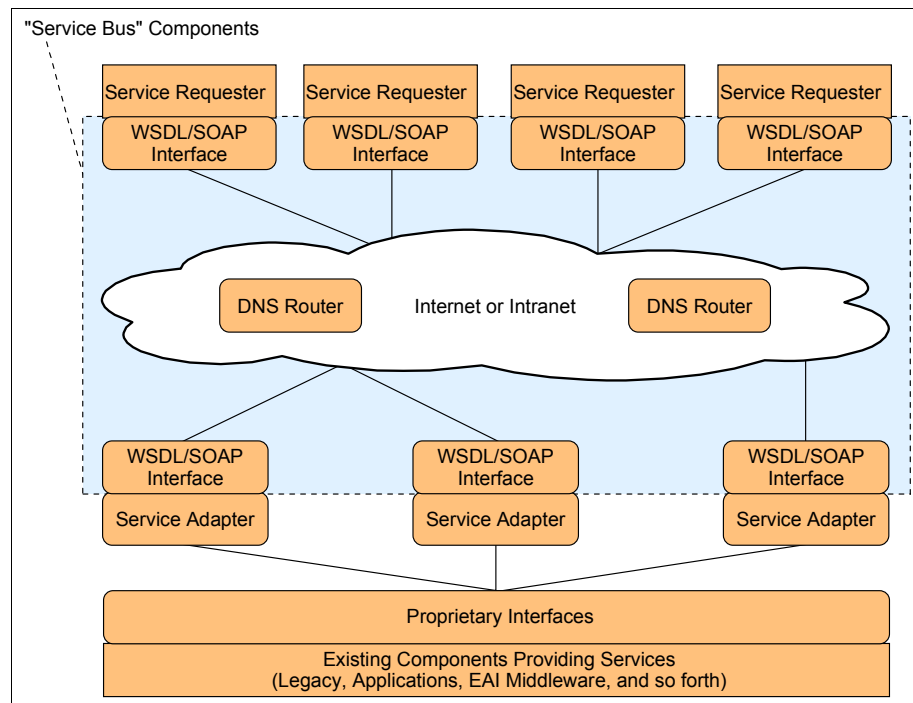 "Service Bus" Components
Service Requester
Service Requester
Service Requester
Service Requester
WSDL/SOAP
Interface
WSDL/SOAP
Interface
WSDL/SOAP
Interface
WSDL/SOAP
Interface
DNS Router
Internet or Intranet
DNS Router
WSDL/SOAP
Interface
WSDL/SOAP
Interface
WSDL/SOAP
Interface
Service Adapter
Service Adapter
Service Adapter
Proprietary Interfaces
Existing Components Providing Services
(Legacy, Applications, EAI Middleware, and so forth)